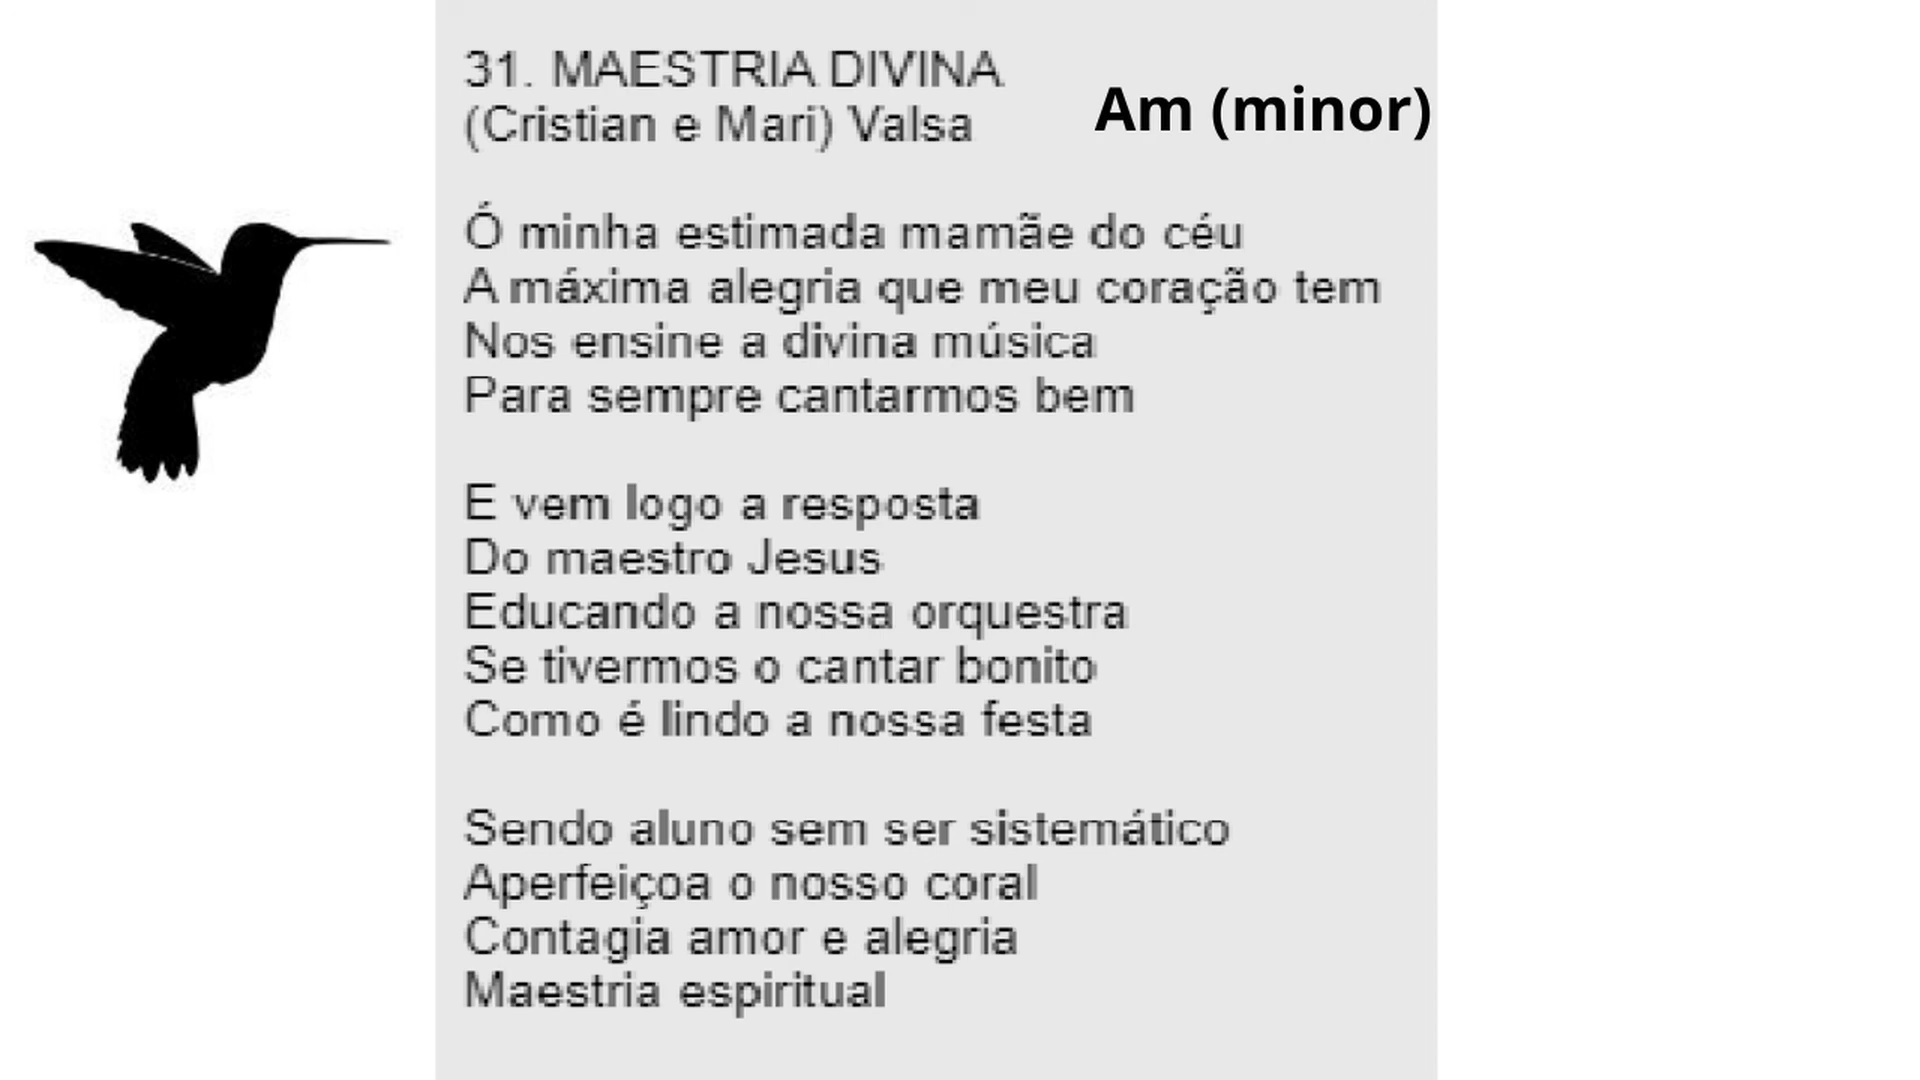 31. MAESTRIA DIVINA
(Cristian e Mari) Valsa
Am (minor)
Ó minha estimada mamãe do céu
A máxima alegria que meu coração tem
Nos ensine a divina música
Para sempre cantarmos bem
E vem logo a resposta
Do maestro Jesus
Educando a nossa orquestra
Se tivermos o cantar bonito
Como é lindo a nossa festa
Sendo aluno sem ser sistemático
Aperfeiçoa o nosso coral
Contagia amor e alegria
Maestria espiritual